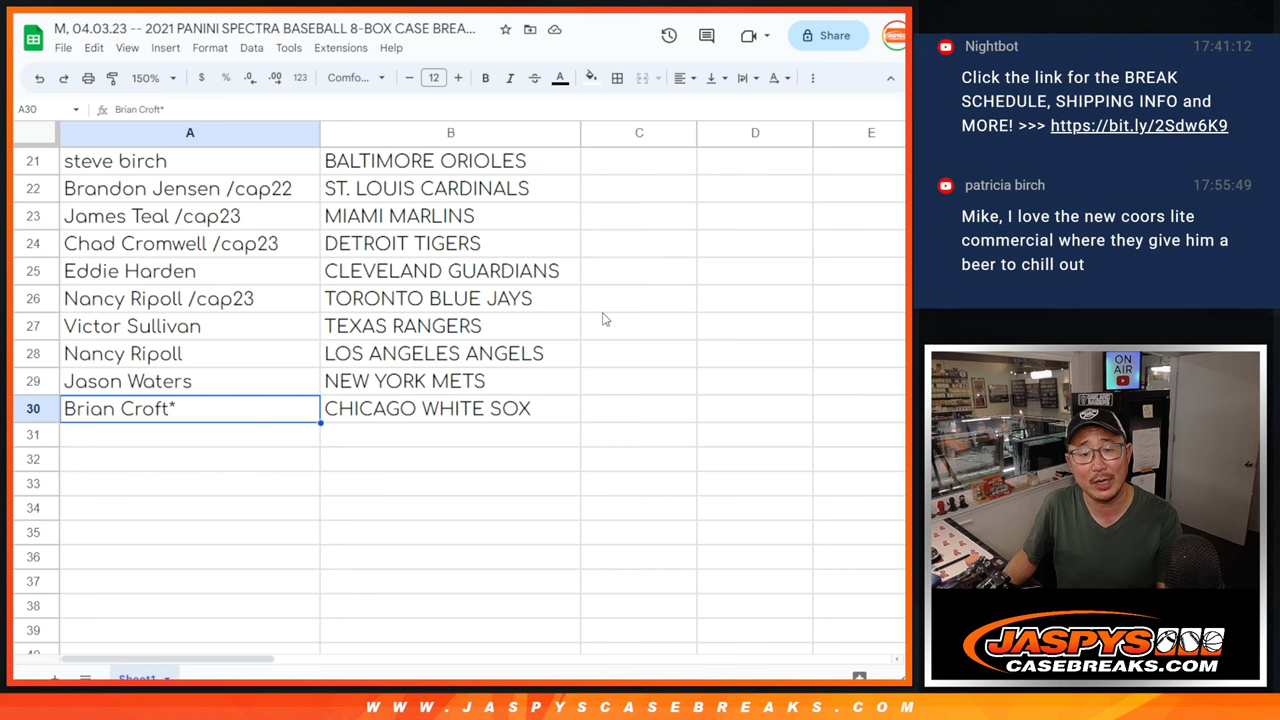 M, 04.03.23 -- 2021 PANINI SPECTRA BASEBALL 8-BOX CASE BREA...
File Edit View Insert Format Data Tools Extensions Help
Share
150% $ % .0 .00 123 Comfo... 12 B I A
A30 fx Brian Croft*
A B C D E
21 steve birch BALTIMORE ORIOLES
22 Brandon Jensen /cap22 ST. LOUIS CARDINALS
23 James Teal /cap23 MIAMI MARLINS
24 Chad Cromwell /cap23 DETROIT TIGERS
25 Eddie Harden CLEVELAND GUARDIANS
26 Nancy Ripoll /cap23 TORONTO BLUE JAYS
27 Victor Sullivan TEXAS RANGERS
28 Nancy Ripoll LOS ANGELES ANGELS
29 Jason Waters NEW YORK METS
30 Brian Croft* CHICAGO WHITE SOX
31
32
33
34
35
36
37
38
39
Sheet1
Nightbot 17:41:12
Click the link for the BREAK
SCHEDULE, SHIPPING INFO and
MORE! >>> https://bit.ly/2Sdw6K9
patricia birch 17:55:49
Mike, I love the new coors lite
commercial where they give him a
beer to chill out
ON
AIR
JASPYS
CASEBREAKS.COM
WWW.JASPYSCASEBREAKS.COM